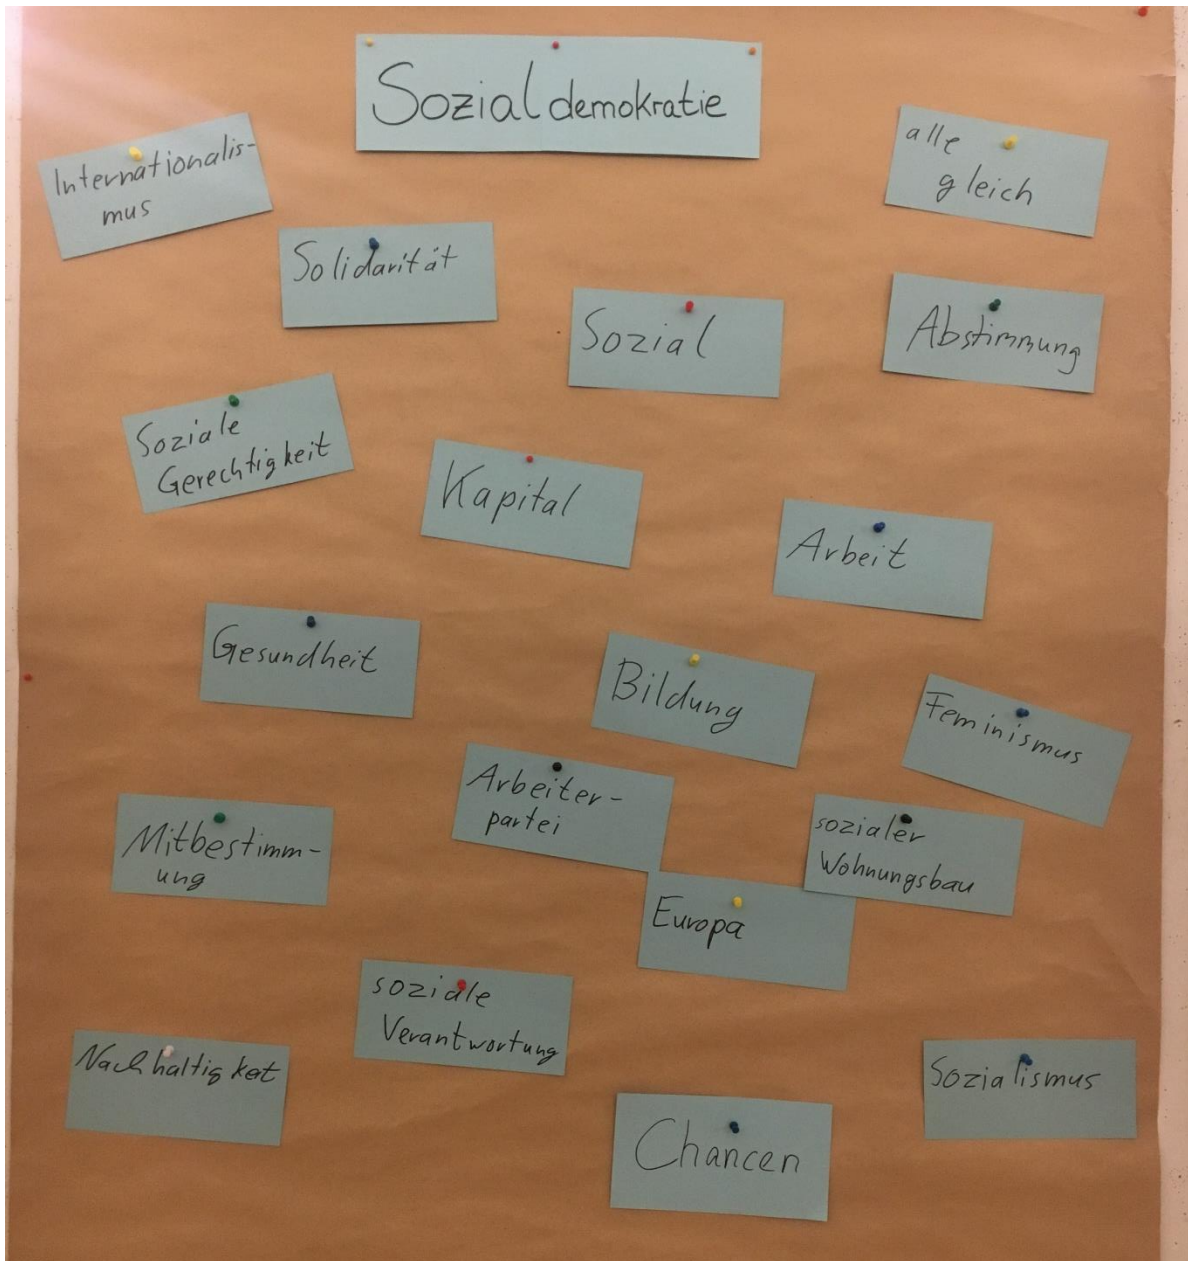 Sozialdemokratie
Internationalis-
mus
alle
gleich
Solidarität
Sozial
Abstimmung
Soziale
Gerechtigkeit
Kapital
Arbeit
Gesundheit
Bildung
Feminismus
Arbeiter-
partei
Mitbestimm-
ung
sozialer
Wohnungsbau
Europa
soziale
Verantwortung
Nachhaltigkeit
Sozialismus
Chancen